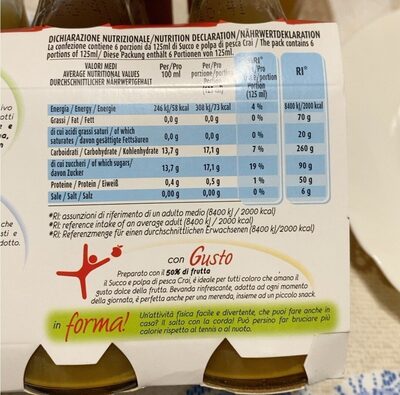 DICHIARAZIONE NUTRIZIONALE/NUTRITION DECLARATION/NÄHRWERTDEKLARATION
La confezione contiene 6 porzioni da 125ml di Succo e polpa di pesca Crai / The pack contains 6
portions of 125ml/ Diese Packung enthält 6 Portionen von 125ml.
VALORI MEDI Per/Pro Per/Pro RI* RI*
AVERAGE NUTRITIONAL VALUES 100 ml porzione/portion /Pro
DURCHSCHNITTLICHER NÄHRWERTGEHALT /portion
Portion
(125 ml)
Energia / Energy / Energie 246 kJ/58 kcal 308 kJ/73 kcal 4 % 8400 kJ/2000 kcal
Grassi / Fat / Fett 0,0 g 0,0 g 0 % 70 g
di cui acidi grassi saturi / of which
saturates / davon gesättigte Fettsäuren 0,0 g 0,0 g 0 % 20 g
Carboidrati / Carbohydrate / Kohlenhydrate 13,7 g 17,1 g 7 % 260 g
di cui zuccheri / of which sugars/
davon Zucker 13,7 g 17,1 g 19 % 90 g
Proteine / Protein / Eiweiß 0,4 g 0,5 g 1 % 50 g
Sale / Salt / Salz 0,00 g 0,00 g 0 % 6 g
*RI: assunzioni di riferimento di un adulto medio (8400 kJ / 2000 kcal)
*RI: reference intake of an average adult (8400 kJ / 2000 kcal)
*RI: Referenzmenge für einen durchschnittlichen Erwachsenen (8400 kJ/ 2000 kcal)
con Gusto
Preparato con il 50% di frutta
il Succo e polpa di pesca Crai, è ideale per tutti coloro che amano il
gusto dolce della frutta. Bevanda rinfrescante, adatta ad ogni momento
della giornata, è perfetta anche per una merenda, insieme ad un piccolo snack.
in forma!
Un'attività fisica facile e divertente, che puoi fare anche in
casa? Il salto con la corda! Può persino far bruciare più
calorie rispetto al tennis o al nuoto.